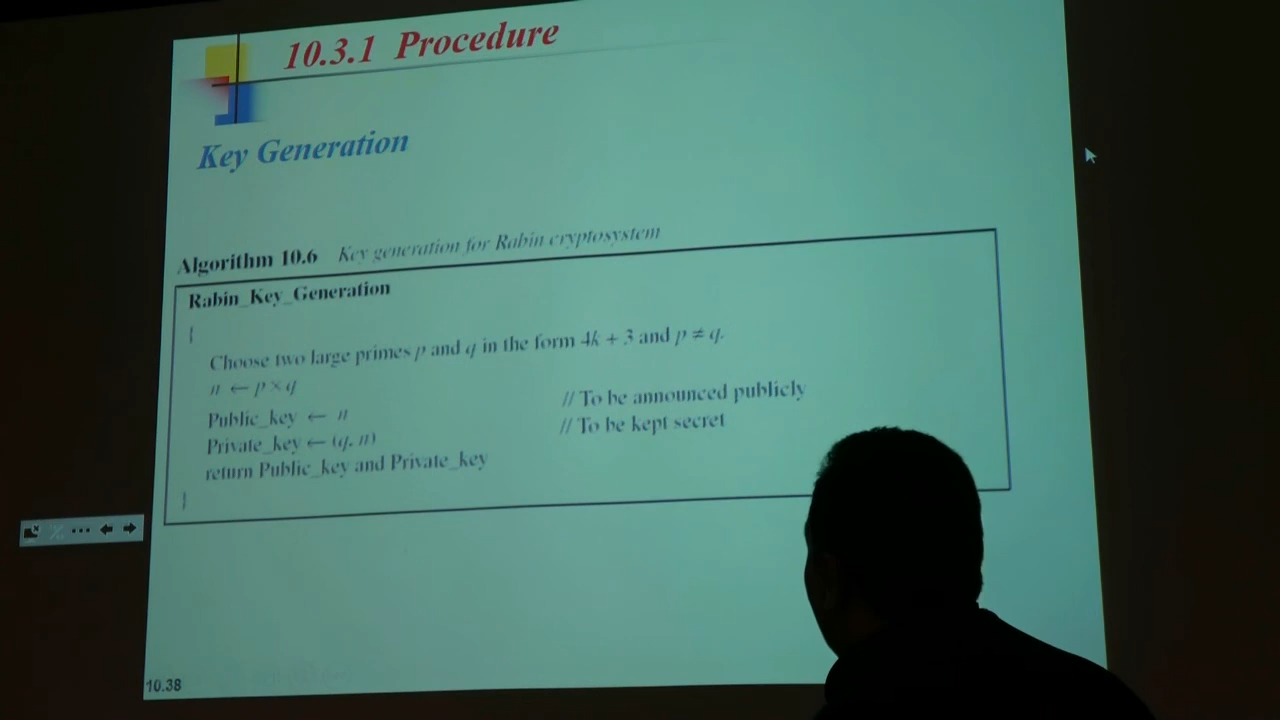 10.3.1 Procedure
Key Generation
Algorithm 10.6 Key generation for Rabin cryptosystem
Rabin_Key_Generation
{
Choose two large primes p and q in the form 4k + 3 and p ≠ q.
n ← p × q
Public_key ← n // To be announced publicly
Private_key ← (q, n) // To be kept secret
return Public_key and Private_key
}
10.38